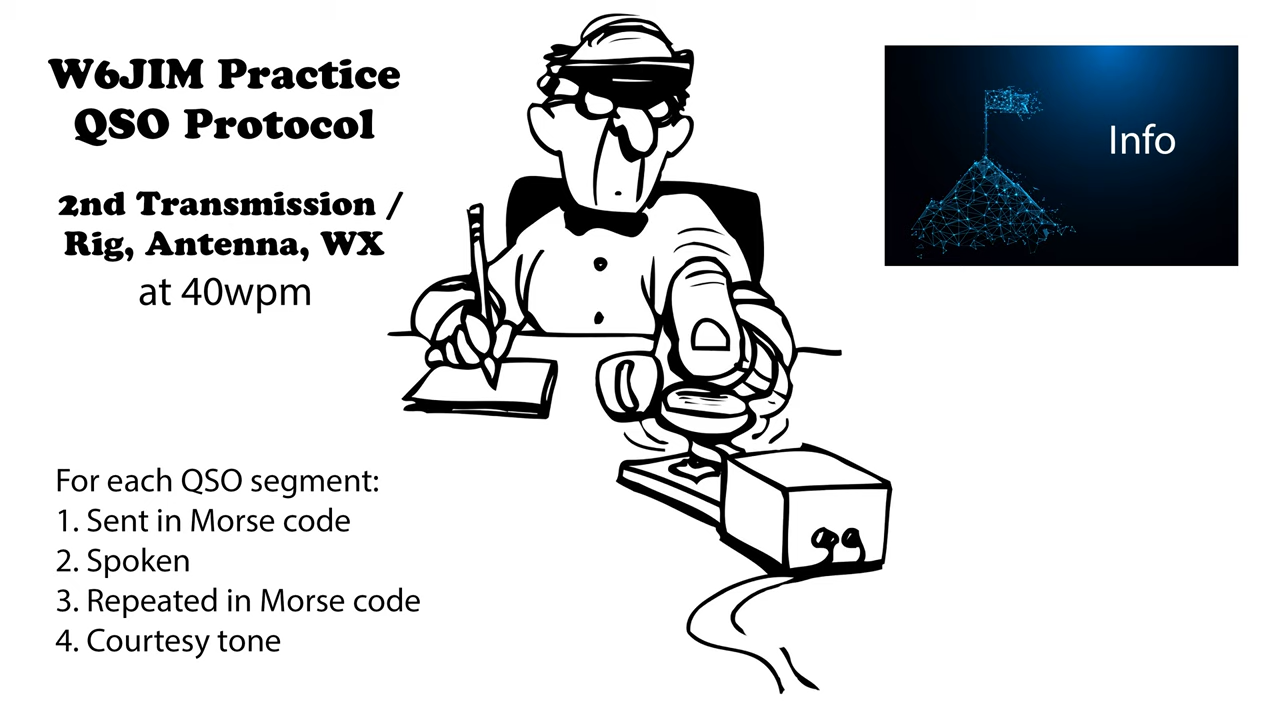 W6JIM Practice
QSO Protocol
2nd Transmission /
Rig, Antenna, WX
at 40wpm
Info
For each QSO segment:
1. Sent in Morse code
2. Spoken
3. Repeated in Morse code
4. Courtesy tone